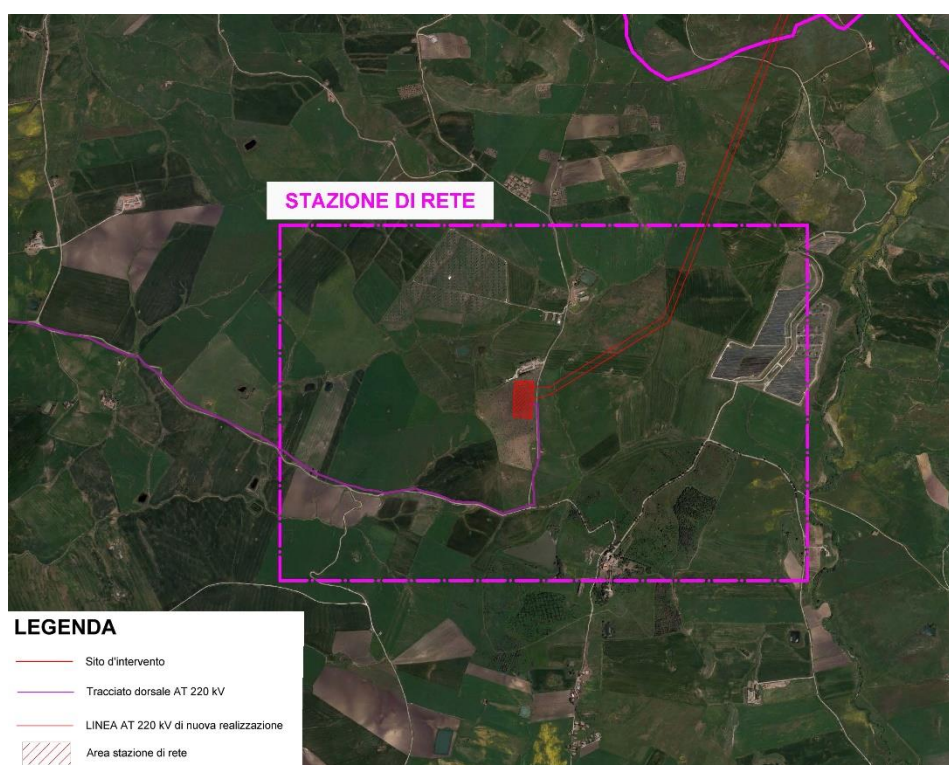 STAZIONE DI RETE
LEGENDA
Sito d'intervento
Tracciato dorsale AT 220 kV
LINEA AT 220 kV di nuova realizzazione
Area stazione di rete